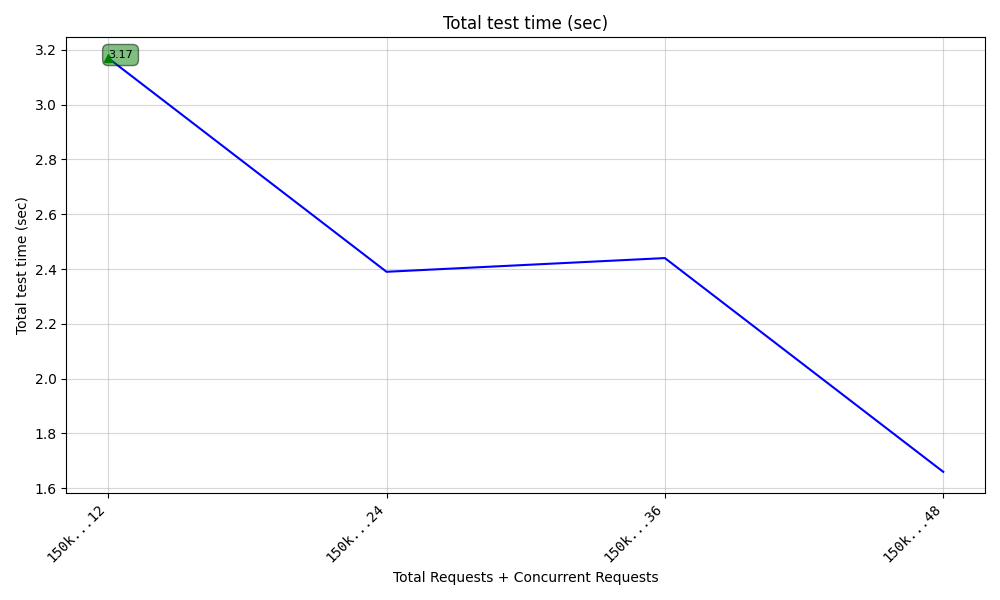 Total test time (sec)
3.17
3.2
3.0
2.8
2.6
2.4
2.2
2.0
1.8
1.6
Total test time (sec)
150k...12
150k...24
150k...36
150k...48
Total Requests + Concurrent Requests